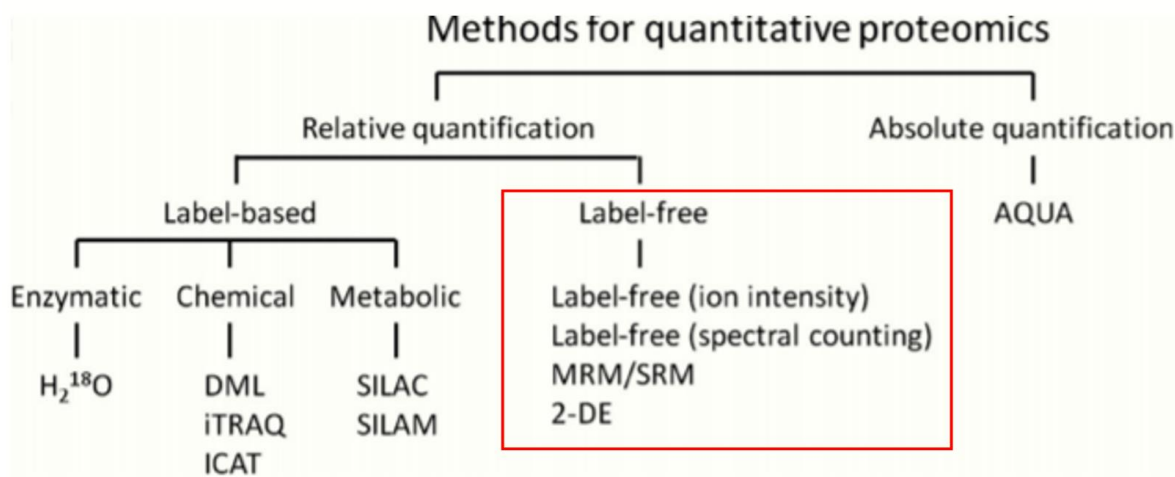 Methods for quantitative proteomics
Relative quantification
Absolute quantification
Label-based
Label-free
AQUA
Enzymatic
Chemical
Metabolic
Label-free (ion intensity)
Label-free (spectral counting)
MRM/SRM
2-DE
H₂¹⁸O
DML
iTRAQ
ICAT
SILAC
SILAM